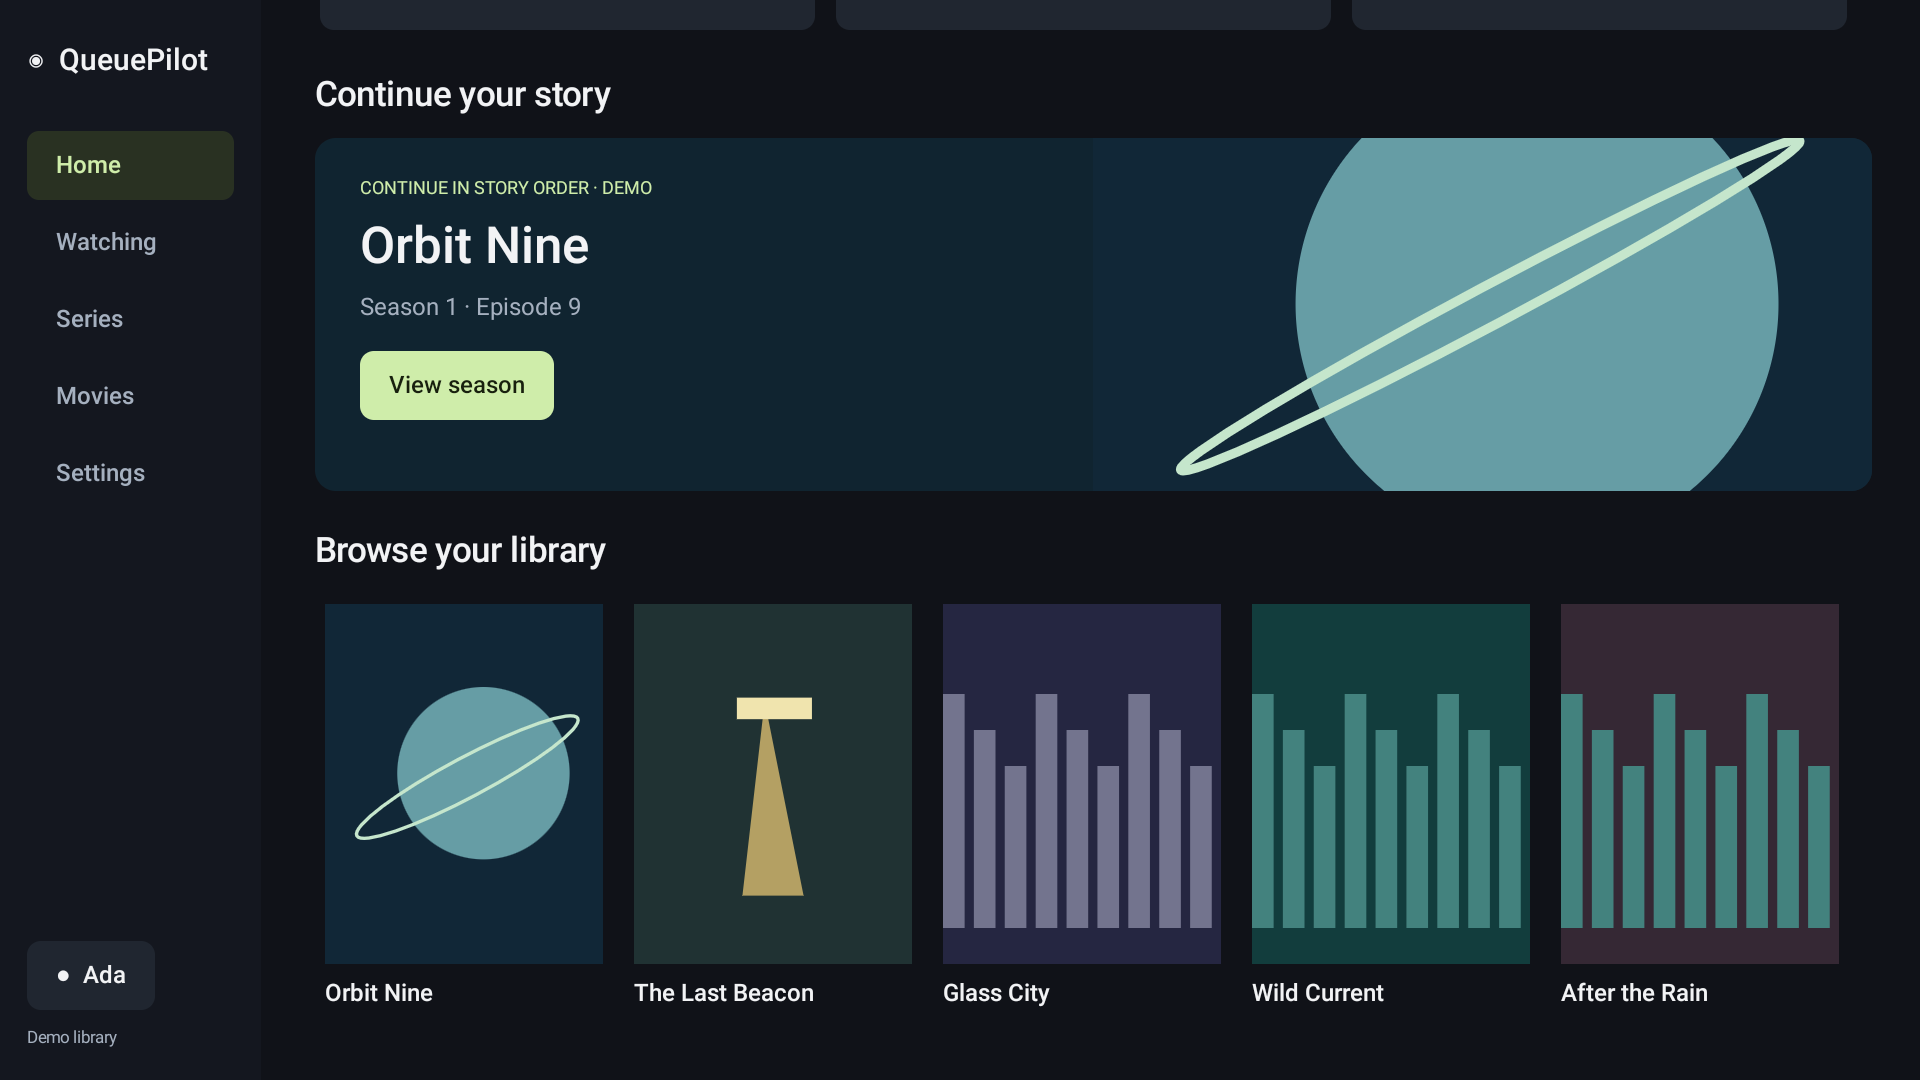 QueuePilot
Home
Watching
Series
Movies
Settings
Ada
Demo library
Continue your story
CONTINUE IN STORY ORDER · DEMO
Orbit Nine
Season 1 · Episode 9
View season
Browse your library
Orbit Nine
The Last Beacon
Glass City
Wild Current
After the Rain